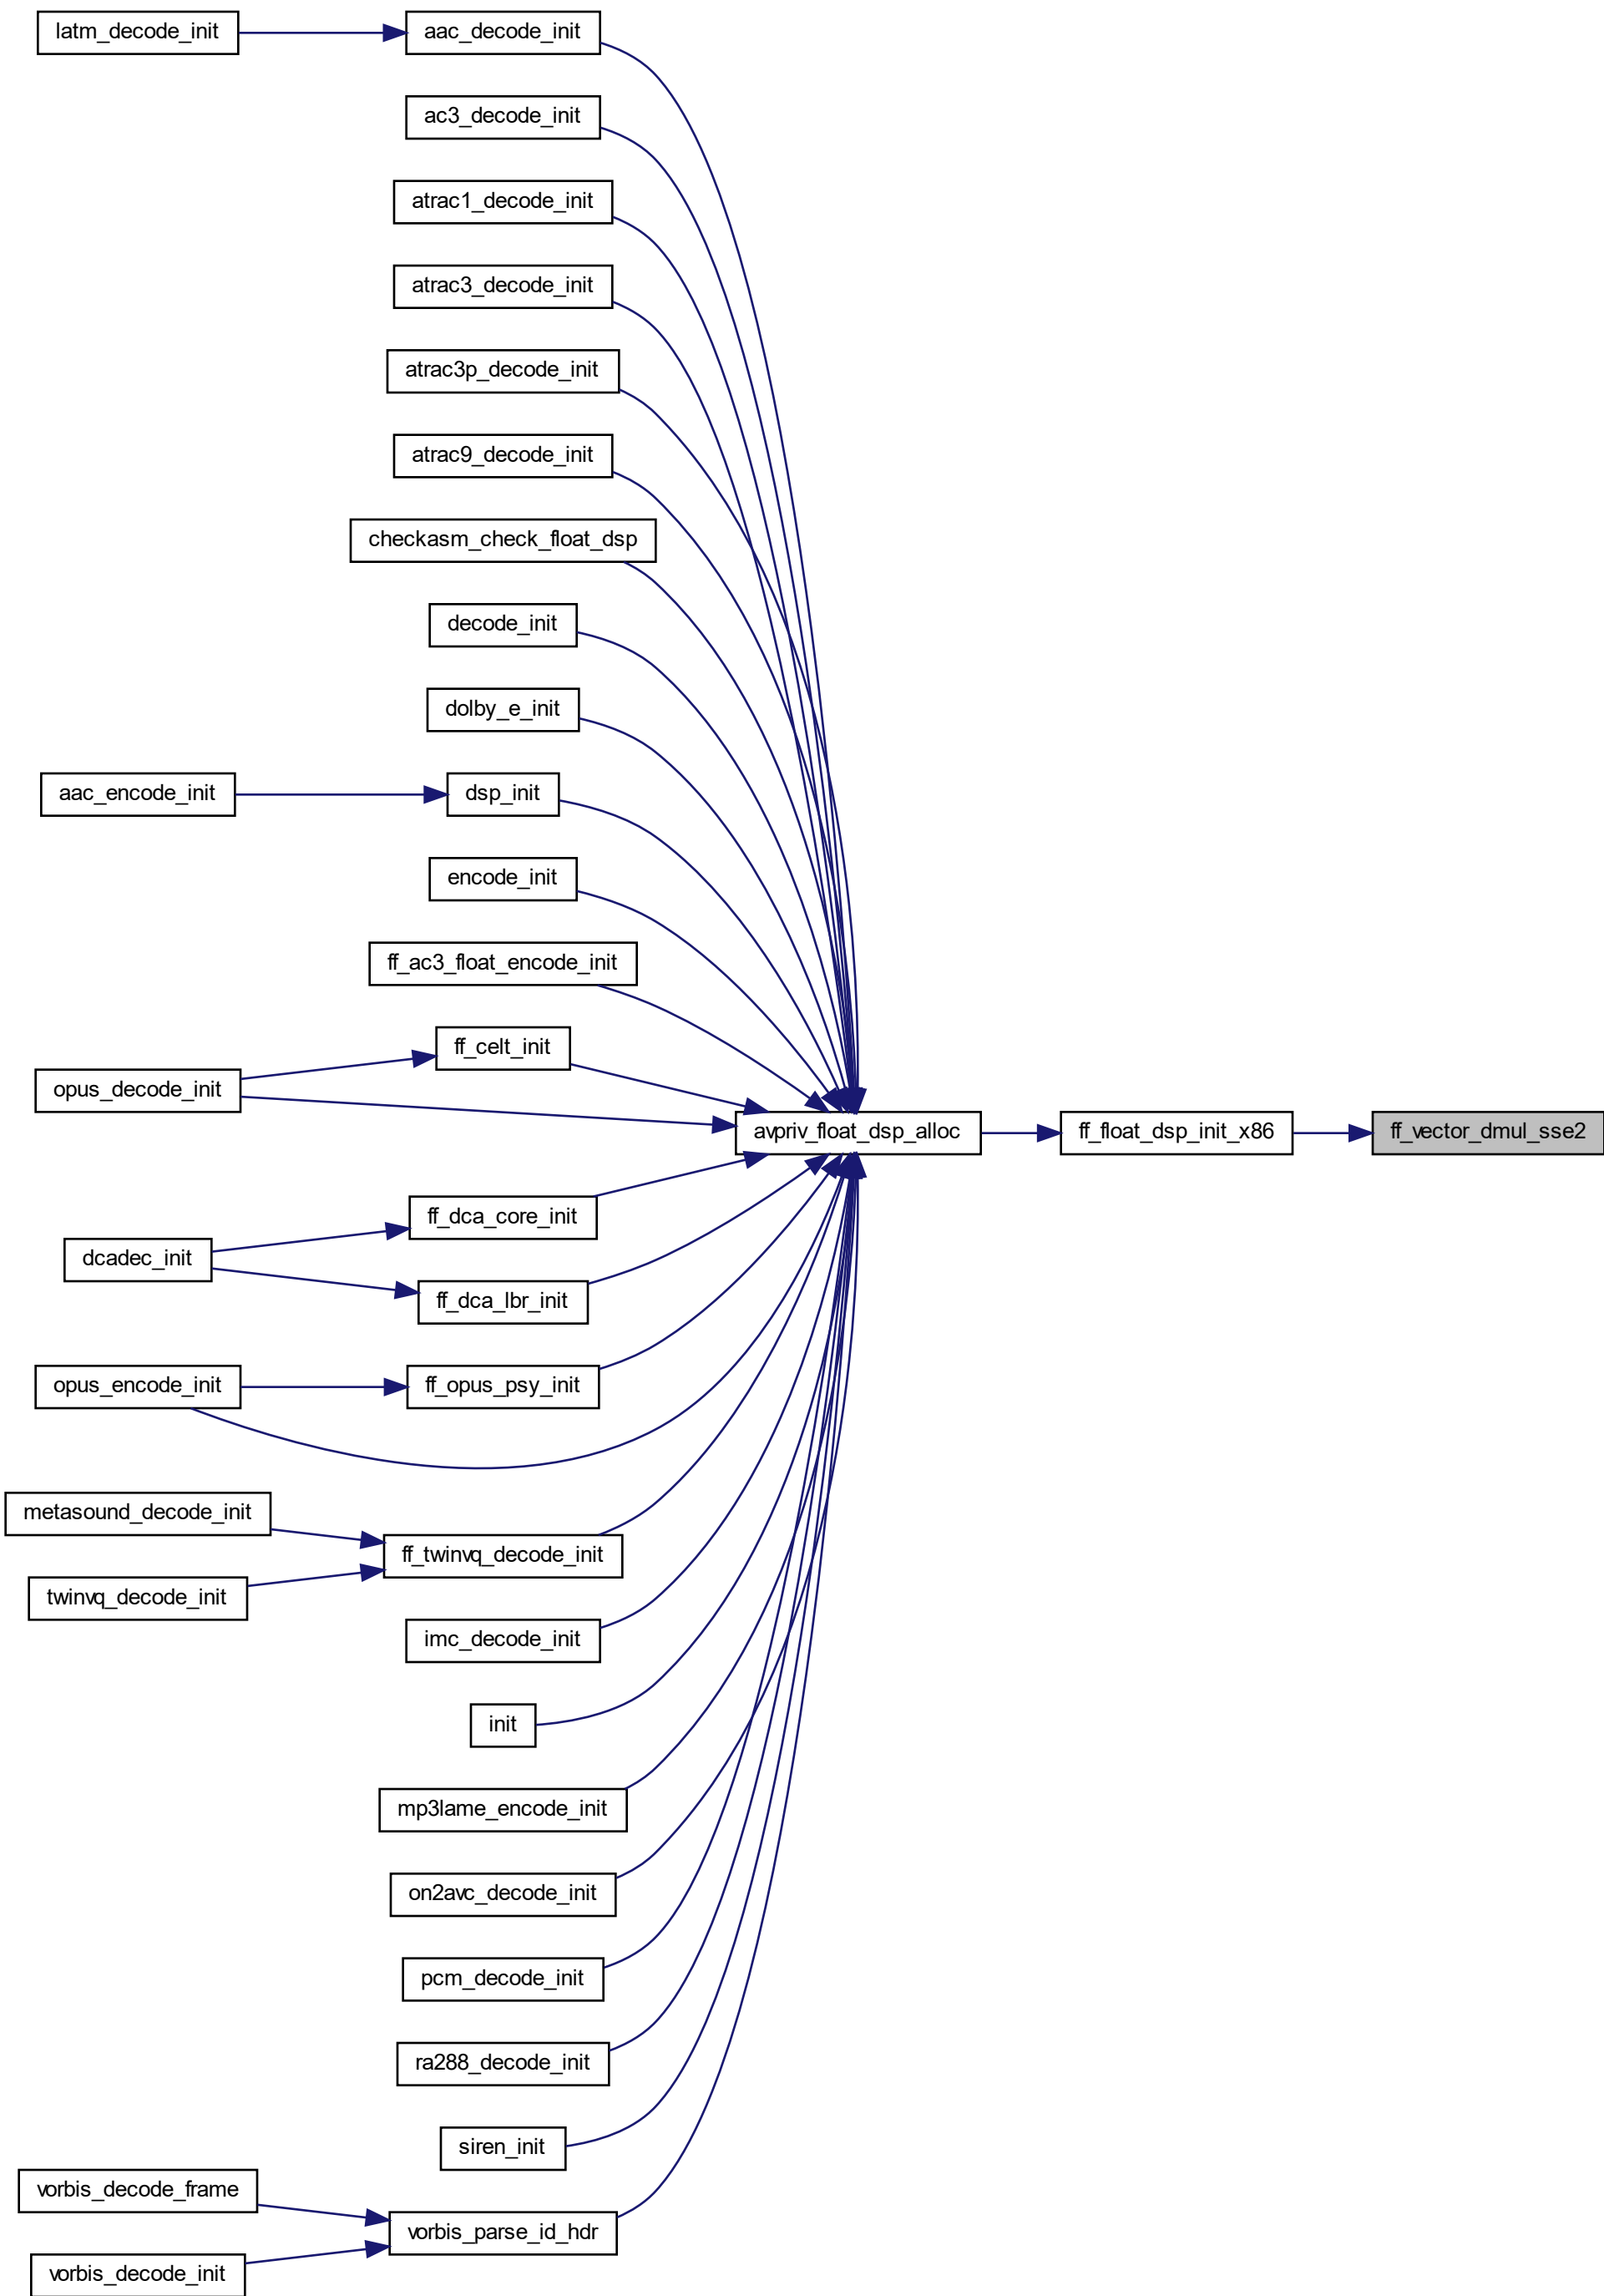 latm_decode_init
aac_decode_init
ac3_decode_init
atrac1_decode_init
atrac3_decode_init
atrac3p_decode_init
atrac9_decode_init
checkasm_check_float_dsp
decode_init
dolby_e_init
aac_encode_init
dsp_init
encode_init
ff_ac3_float_encode_init
ff_celt_init
opus_decode_init
avpriv_float_dsp_alloc
ff_float_dsp_init_x86
ff_vector_dmul_sse2
ff_dca_core_init
dcadec_init
ff_dca_lbr_init
opus_encode_init
ff_opus_psy_init
metasound_decode_init
ff_twinvq_decode_init
twinvq_decode_init
imc_decode_init
init
mp3lame_encode_init
on2avc_decode_init
pcm_decode_init
ra288_decode_init
siren_init
vorbis_decode_frame
vorbis_parse_id_hdr
vorbis_decode_init